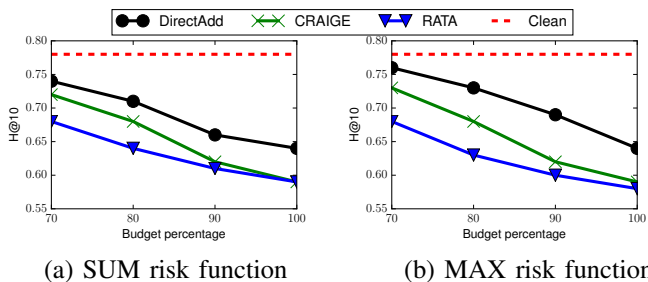 DirectAdd CRAIGE RATA Clean
0.80 0.75 0.70 0.65 0.60 0.55
H@10
70 80 90 100
Budget percentage
0.80 0.75 0.70 0.65 0.60 0.55
H@10
70 80 90 100
Budget percentage
(a) SUM risk function (b) MAX risk function